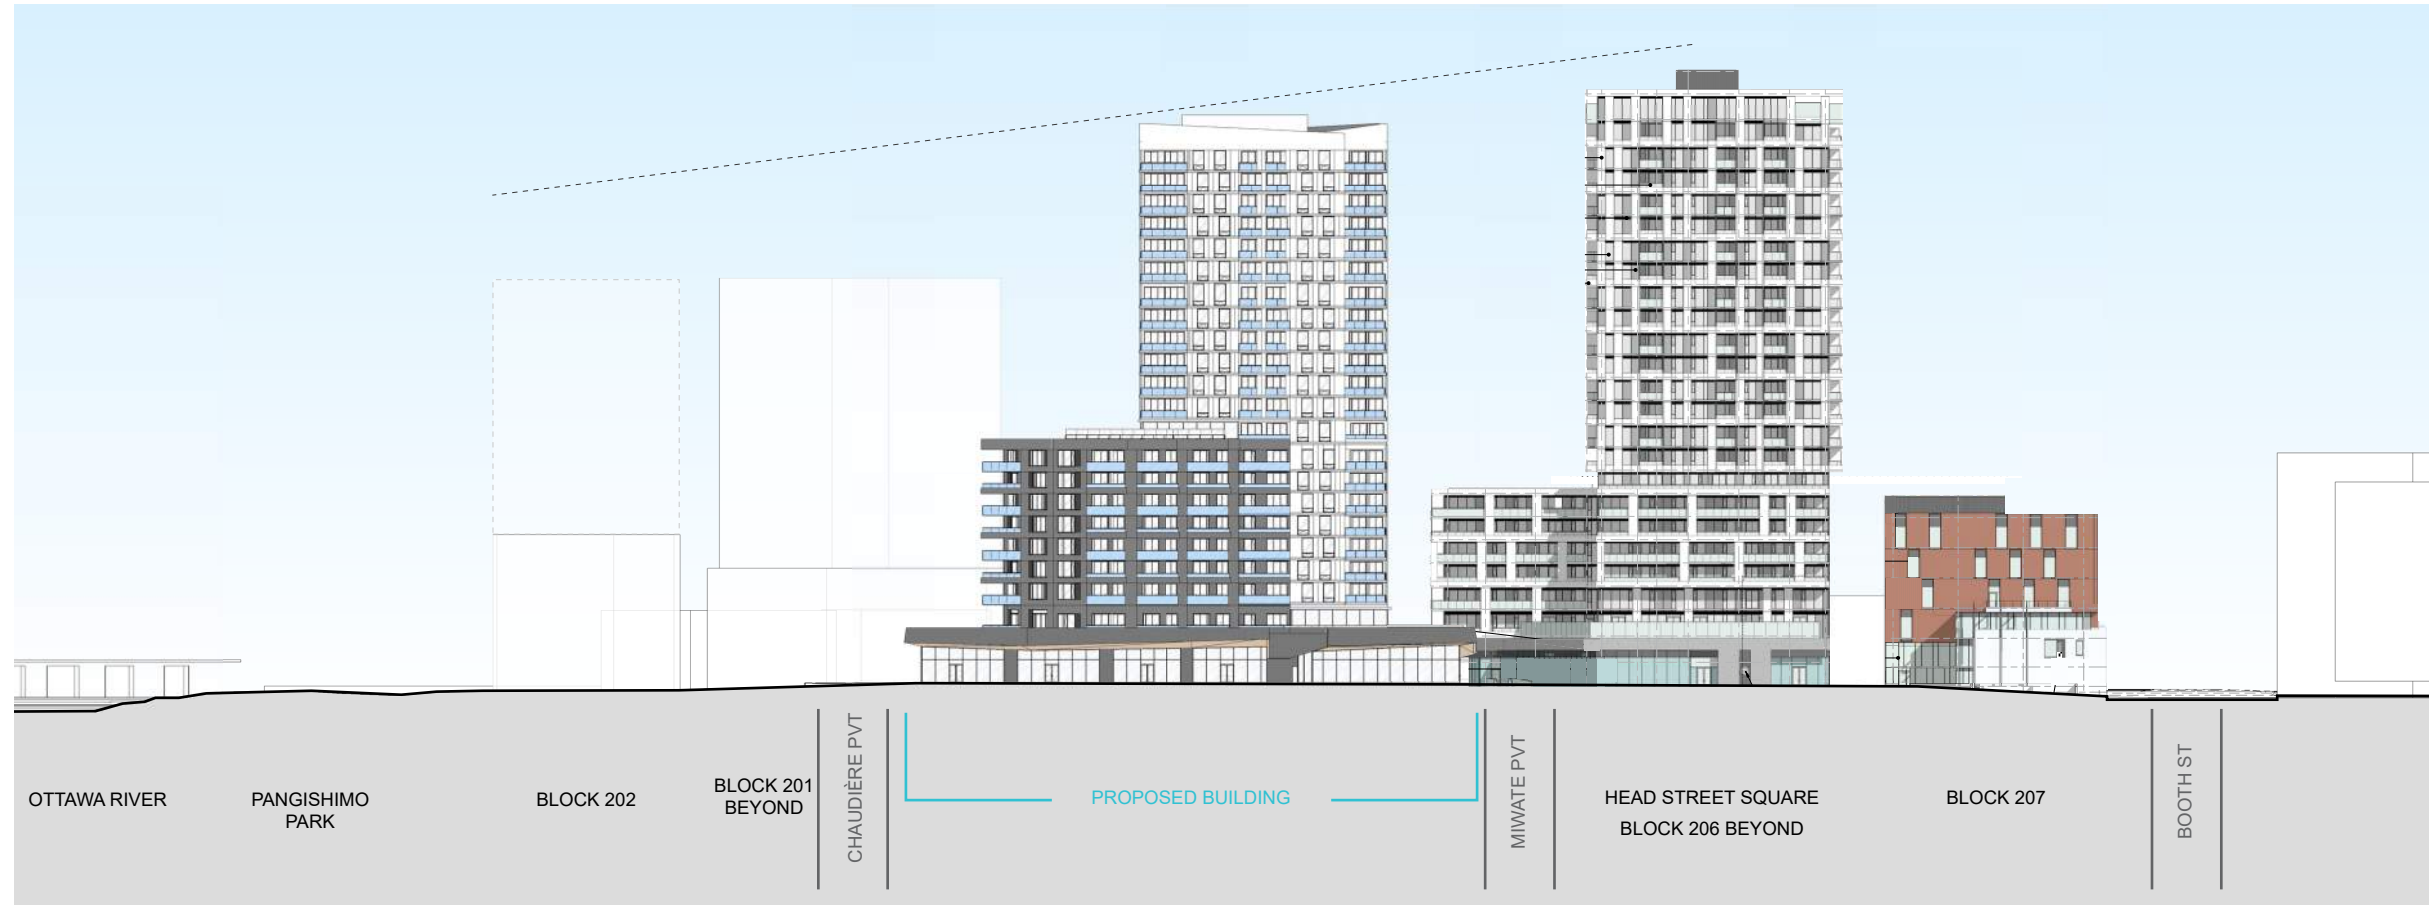 OTTAWA RIVER
PANGISHIMO
PARK
BLOCK 202
BLOCK 201
BEYOND
CHAUDIÈRE PVT
PROPOSED BUILDING
MIWATE PVT
HEAD STREET SQUARE
BLOCK 206 BEYOND
BLOCK 207
BOOTH ST